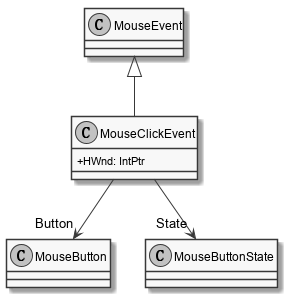 C MouseEvent
C MouseClickEvent
+HWnd: IntPtr
Button
State
C MouseButton
C MouseButtonState